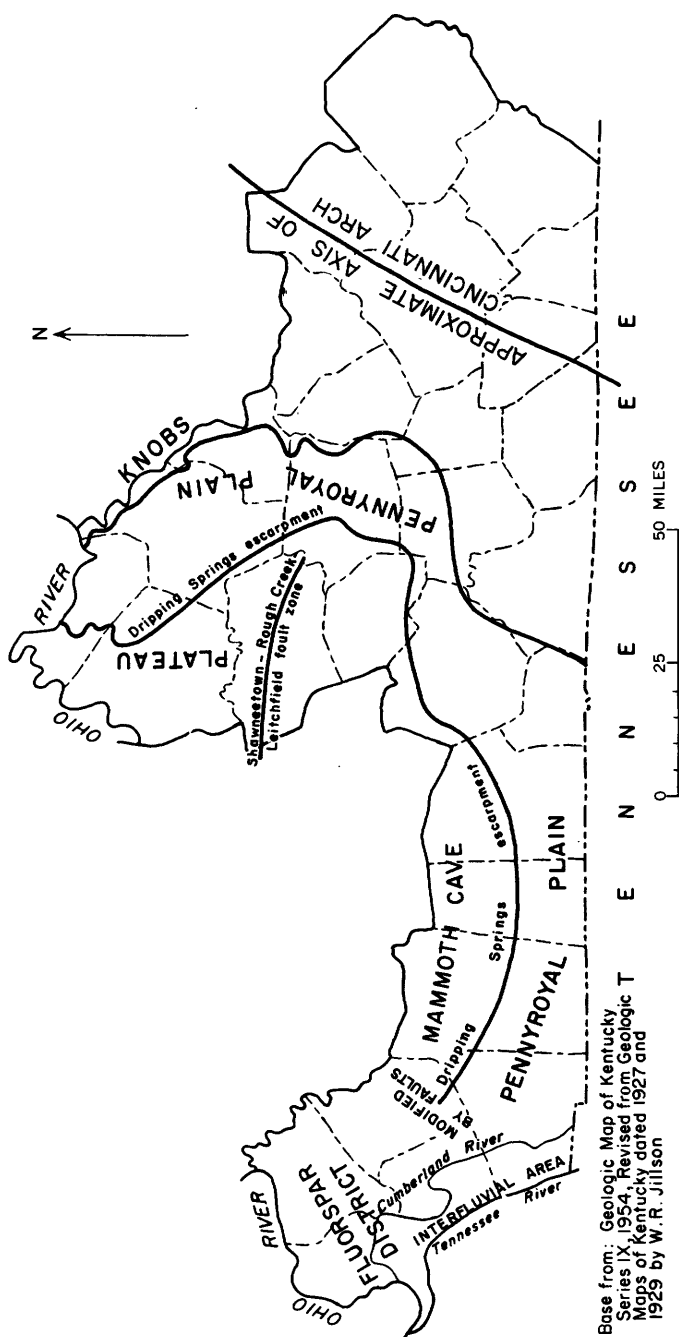 N
KNOBS
RIVER
OHIO
PLAIN
PENNYROYAL
Dripping Springs escarpment
PLATEAU
Shawneetown - Rough Creek
Leitchfield fault zone
APPROXIMATE AXIS OF
CINCINNATI ARCH
MAMMOTH CAVE
Dripping Springs escarpment
PENNYROYAL PLAIN
MODIFIED
BY FAULTS
RIVER
OHIO
FLUORSPAR
DISTRICT
Cumberland River
INTERFLUVIAL AREA
Tennessee River
T E N N E S S E E
0 25 50 MILES
Base from: Geologic Map of Kentucky
Series IX, 1954, Revised from Geologic
Maps of Kentucky dated 1927 and
1929 by W.R. Jillson